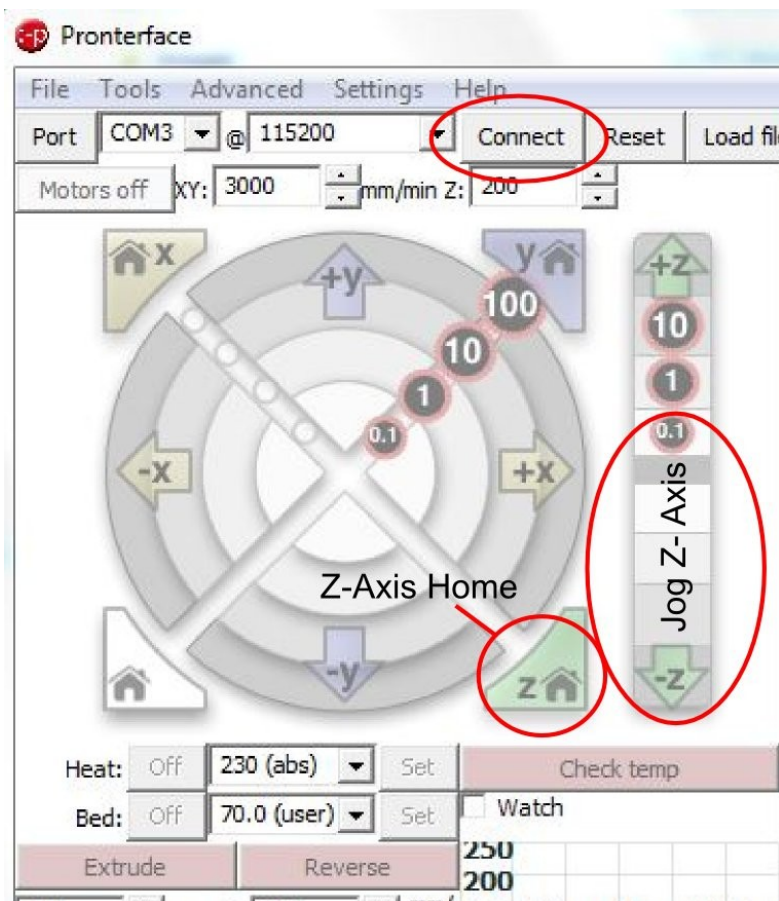 Pronterface
File Tools Advanced Settings Help
Port COM3 @ 115200 Connect Reset Load
Motors off XY: 3000 mm/min Z: 200
x y +z
+y
100 10
10
1 1
0.1 0.1
-x +x
Jog Z- Axis
Z-Axis Home
-y z -z
Heat: Off 230 (abs) Set Check temp
Bed: Off 70.0 (user) Set Watch
Extrude Reverse 250
200